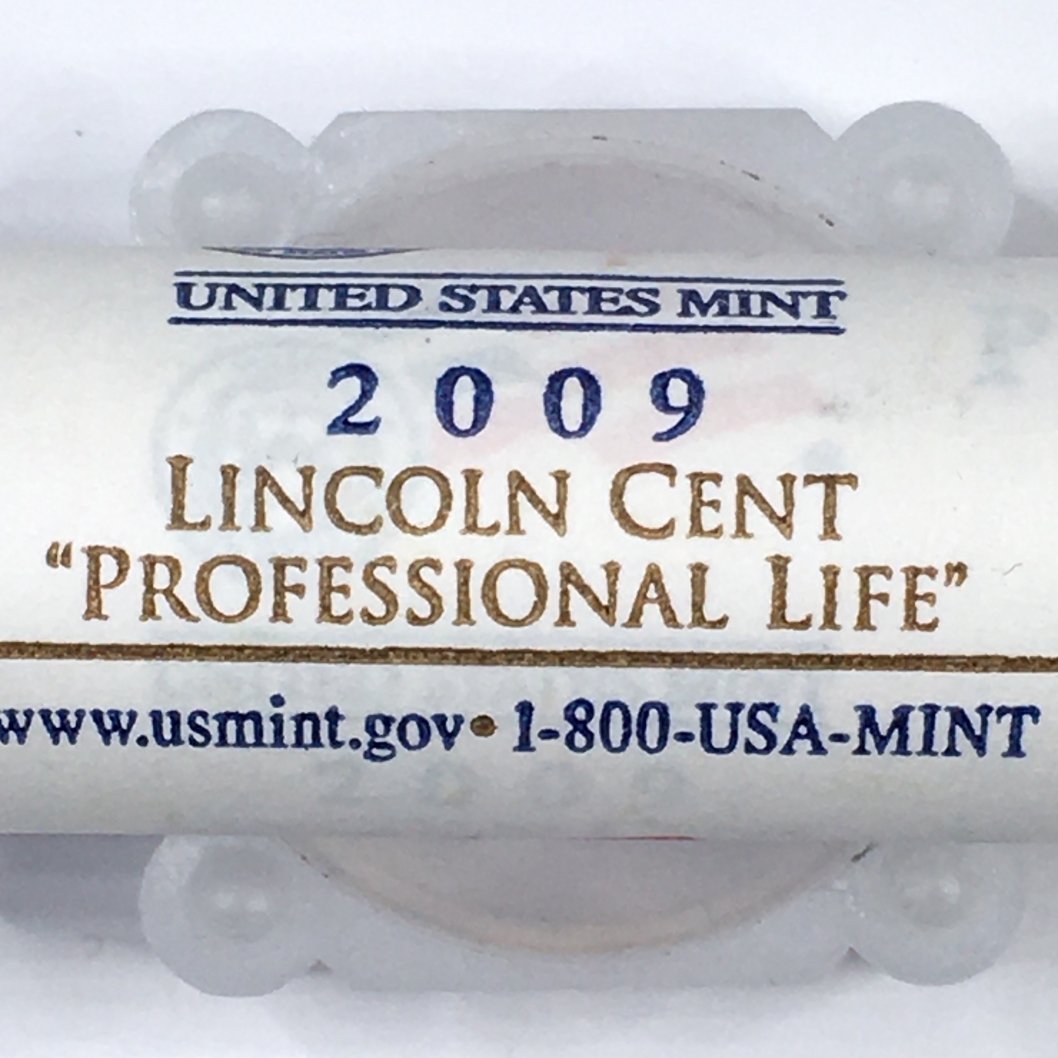 UNITED STATES MINT
2009
LINCOLN CENT
“PROFESSIONAL LIFE”
www.usmint.gov• 1-800-USA-MINT